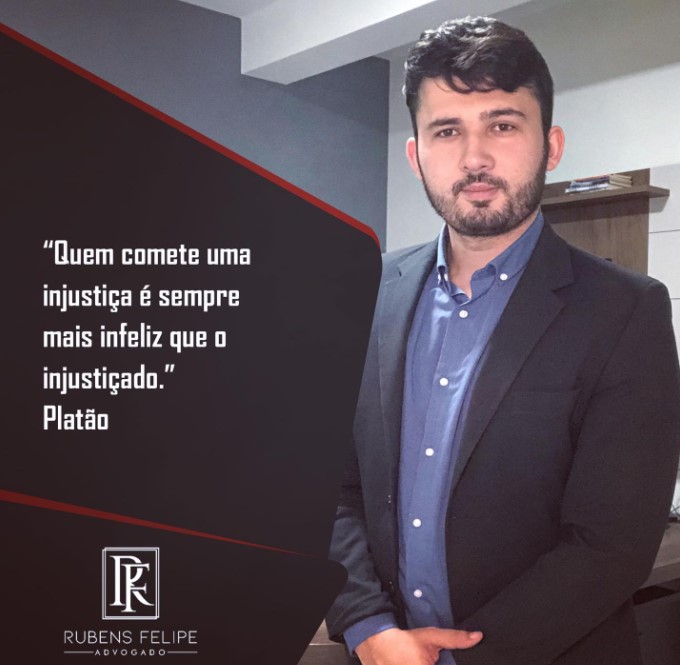 “Quem comete uma
injustiça é sempre
mais infeliz que o
injustiçado.”
Platão
RF
RUBENS FELIPE
ADVOGADO